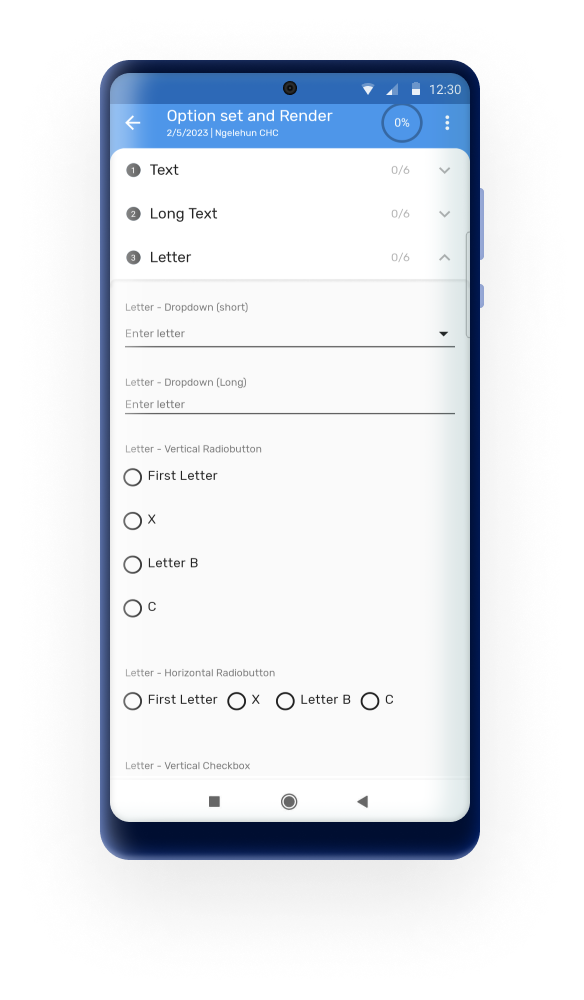 12:30
Option set and Render
2/5/2023 | Ngelehun CHC
0%
1 Text 0/6
2 Long Text 0/6
3 Letter 0/6
Letter - Dropdown (short)
Enter letter
Letter - Dropdown (Long)
Enter letter
Letter - Vertical Radiobutton
First Letter
X
Letter B
C
Letter - Horizontal Radiobutton
First Letter X Letter B C
Letter - Vertical Checkbox